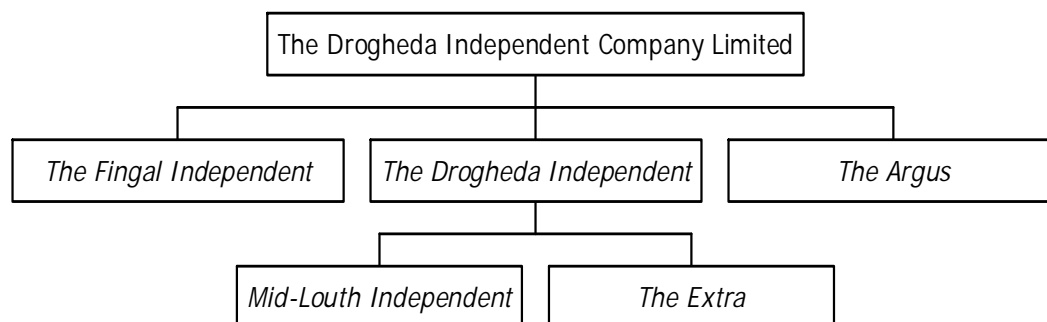 The Drogheda Independent Company Limited
The Fingal Independent
The Drogheda Independent
The Argus
Mid-Louth Independent
The Extra